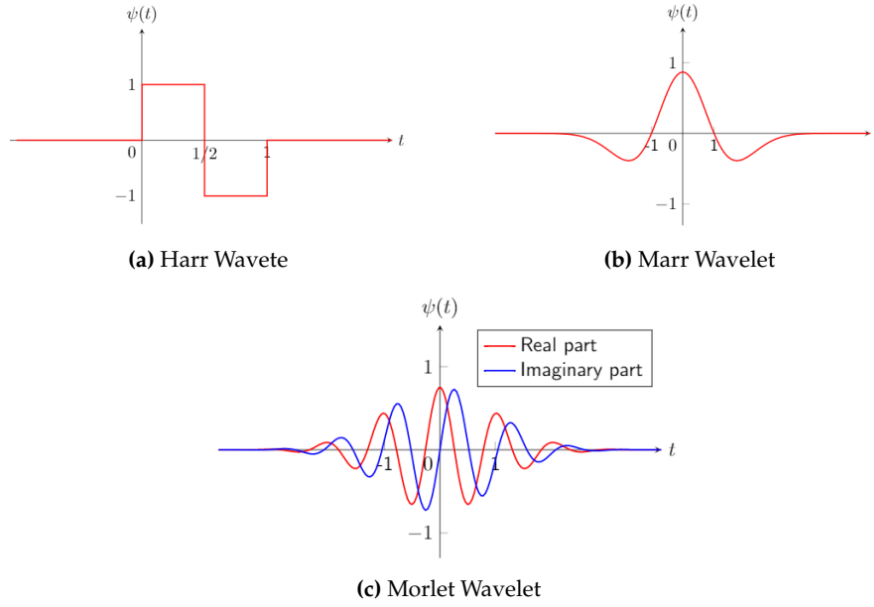 ψ(t)
1
0
1/2
1
t
−1
(a) Harr Wavete
ψ(t)
1
-1
0
1
−1
(b) Marr Wavelet
ψ(t)
Real part
Imaginary part
1
-1
0
1
t
−1
(c) Morlet Wavelet